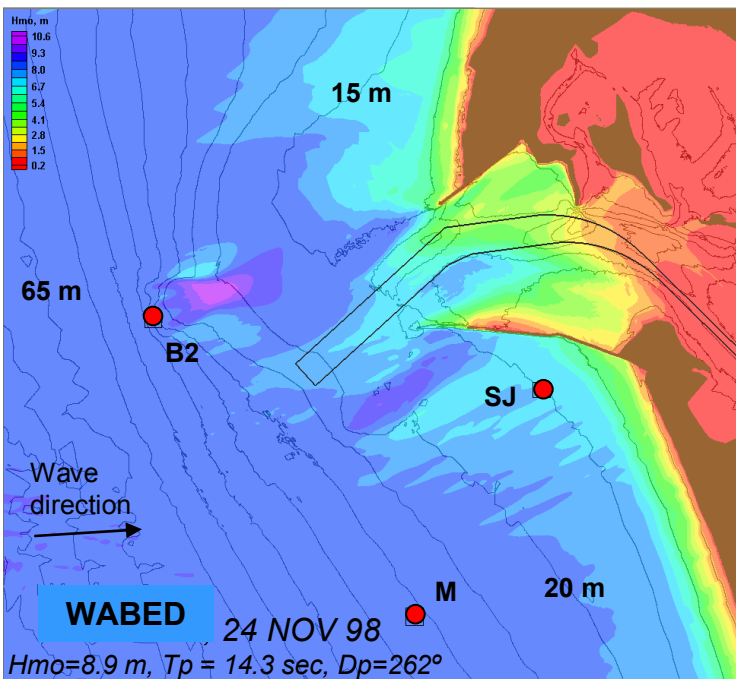 Hmo, m
10.6
9.3
8.0
6.7
5.4
4.1
2.8
1.5
0.2
15 m
65 m
B2
SJ
Wave
direction
M
20 m
WABED
24 NOV 98
Hmo=8.9 m, Tp = 14.3 sec, Dp=262º